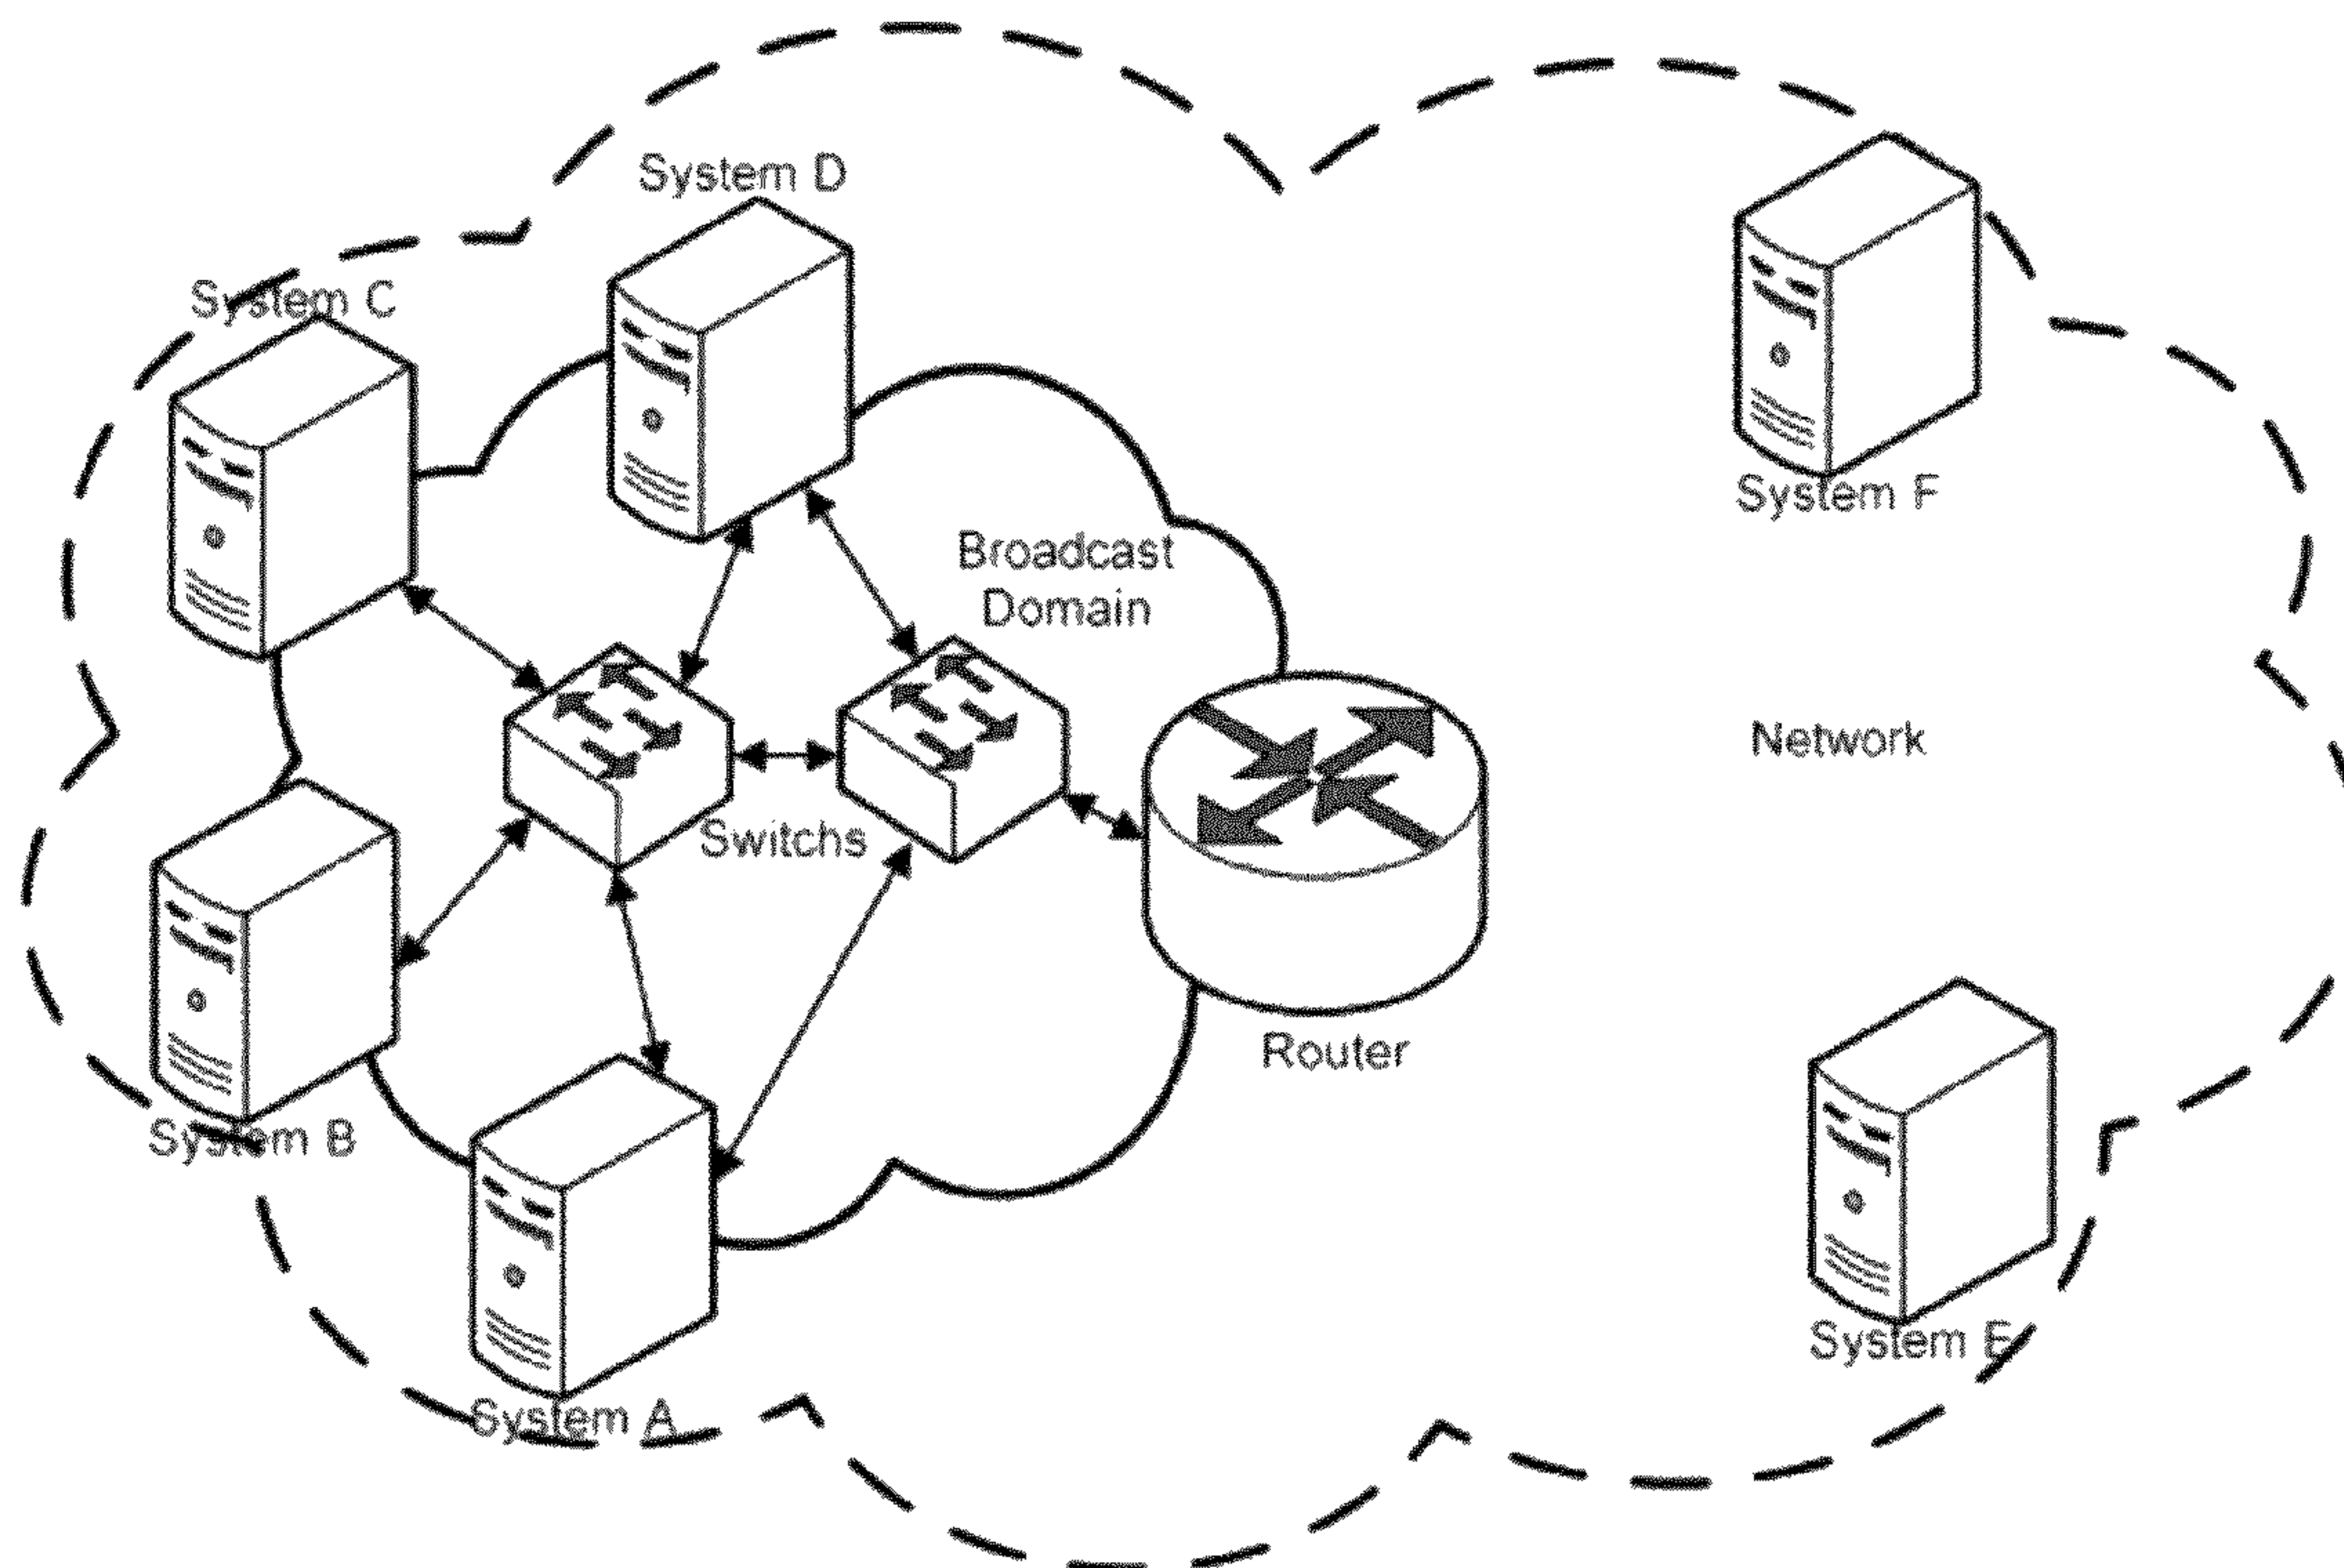 System D
System C
System F
Broadcast
Domain
Network
Switchs
Router
System B
System E
System A